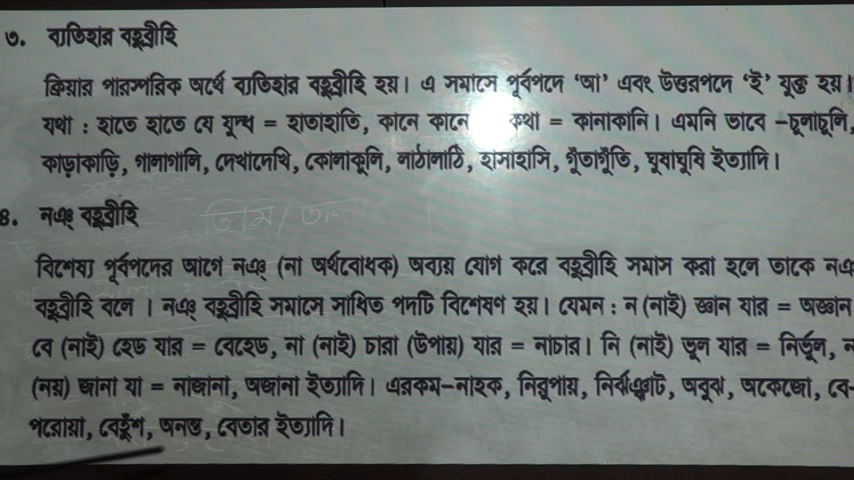 ৩. ব্যতিহার বহুব্রীহি
ক্রিয়ার পারস্পরিক অর্থে ব্যতিহার বহুব্রীহি হয়। এ সমাসে পূর্বপদে ‘আ’ এবং উত্তরপদে ‘ই’ যুক্ত হয়।
যথা : হাতে হাতে যে যুদ্ধ = হাতাহাতি, কানে কানে কথা = কানাকানি। এমনি ভাবে –চুলাচুলি,
কাড়াকাড়ি, গালাগালি, দেখাদেখি, কোলাকুলি, লাঠালাঠি, হাসাহাসি, গুঁতাগুঁতি, ঘুষাঘুষি ইত্যাদি।
৪. নঞ্ বহুব্রীহি
বিশেষ্য পূর্বপদের আগে নঞ্ (না অর্থবোধক) অব্যয় যোগ করে বহুব্রীহি সমাস করা হলে তাকে নঞ
বহুব্রীহি বলে । নঞ্ বহুব্রীহি সমাসে সাধিত পদটি বিশেষণ হয়। যেমন : ন (নাই) জ্ঞান যার = অজ্ঞান
বে (নাই) হেড যার = বেহেড, না (নাই) চারা (উপায়) যার = নাচার। নি (নাই) ভুল যার = নির্ভুল, ন
(নয়) জানা যা = নাজানা, অজানা ইত্যাদি। এরকম–নাহক, নিরুপায়, নির্ঝঞ্ঝাট, অবুঝ, অকেজো, বে-
পরোয়া, বেহুঁশ, অনন্ত, বেতার ইত্যাদি।